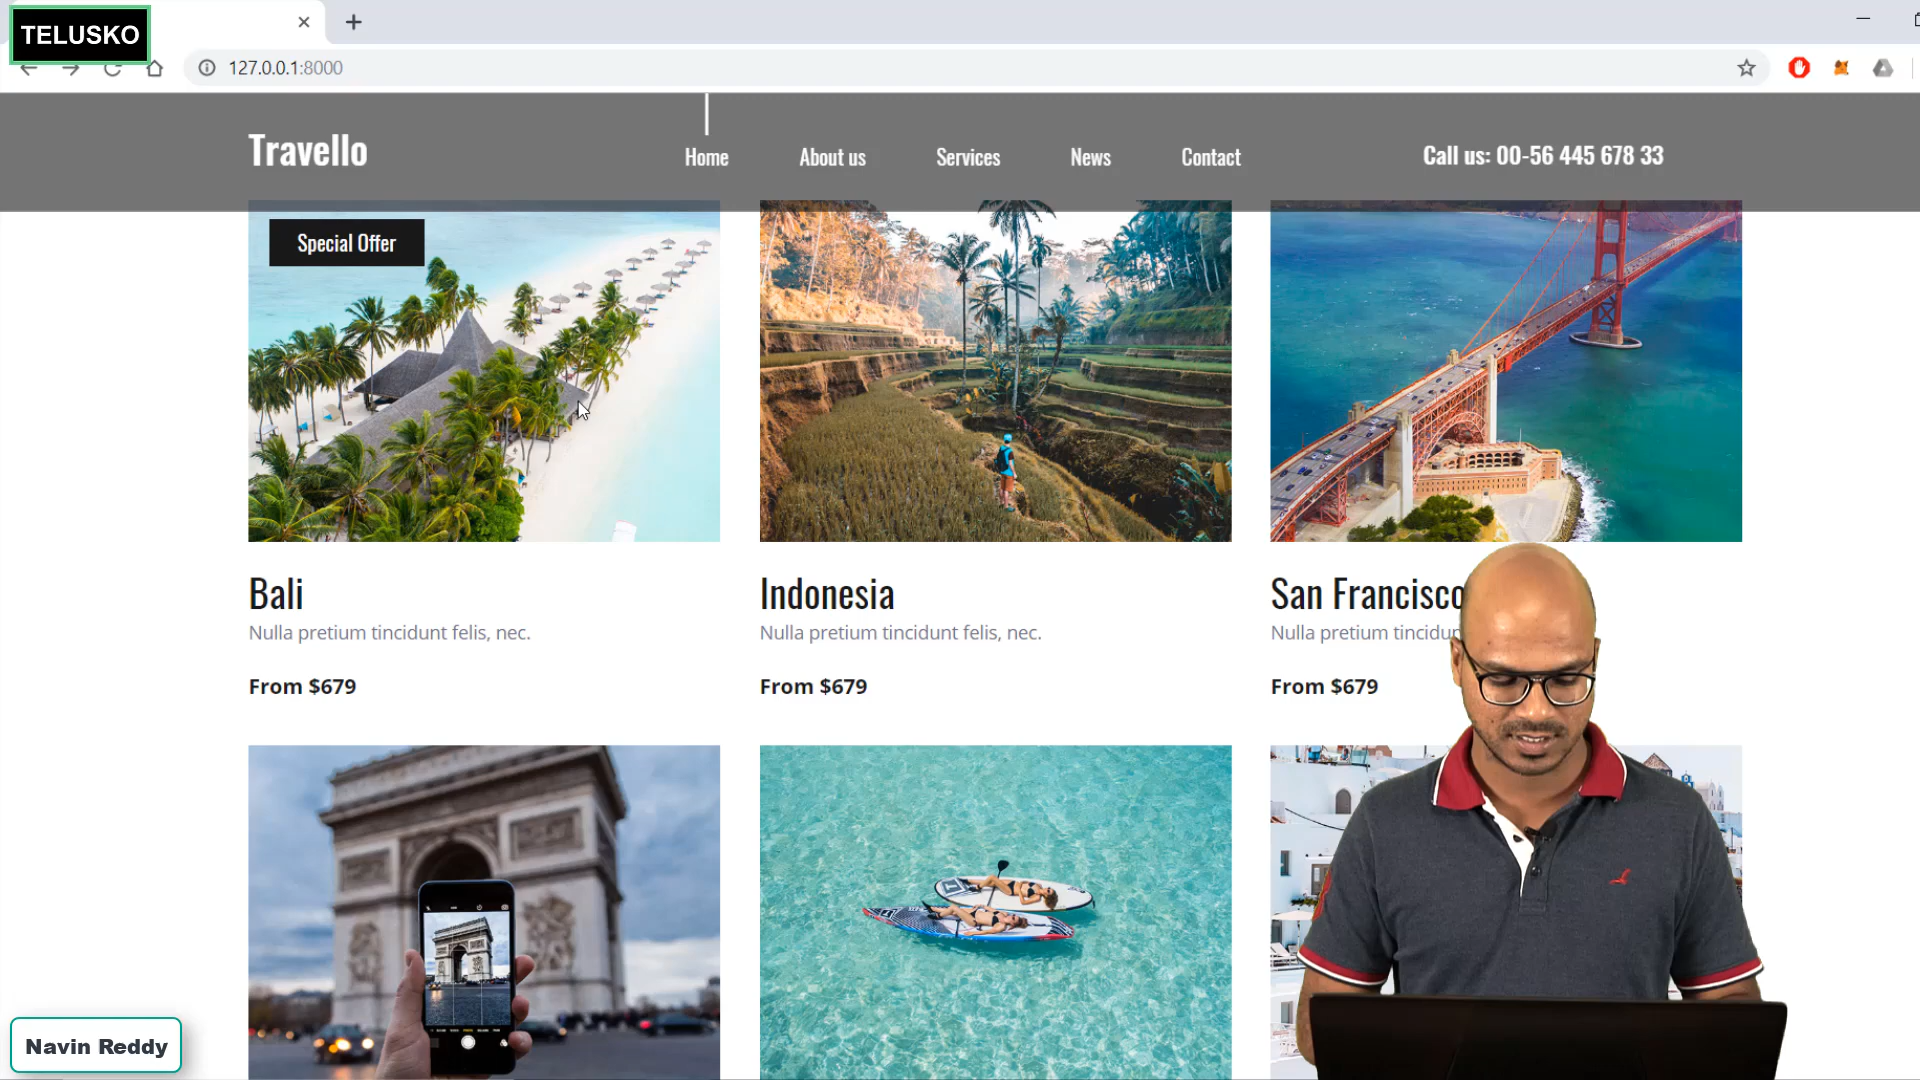 TELUSKO
127.0.0.1:8000
Travello
Home
About us
Services
News
Contact
Call us: 00-56 445 678 33
Special Offer
Bali
Nulla pretium tincidunt felis, nec.
From $679
Indonesia
Nulla pretium tincidunt felis, nec.
From $679
San Francisco
Nulla pretium
From $679
Navin Reddy